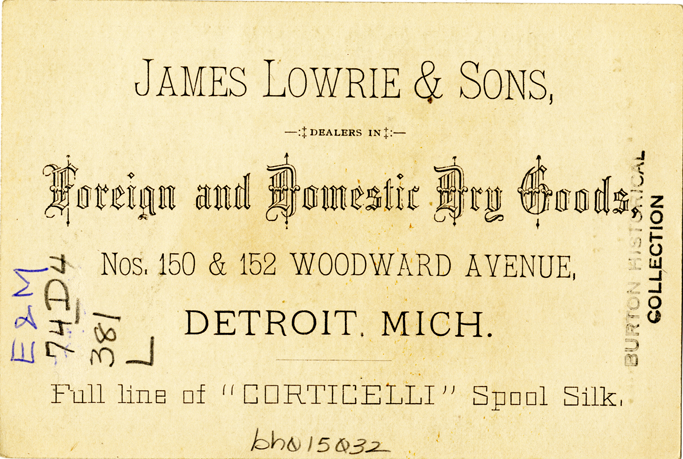 JAMES LOWRIE & SONS,
DEALERS IN
Foreign and Domestic Dry Goods,
Nos. 150 & 152 WOODWARD AVENUE,
DETROIT, MICH.
Full line of "CORTICELLI" Spool Silk.
bh015032
E&M
74D4
381
L
BURTON HISTORICAL
COLLECTION